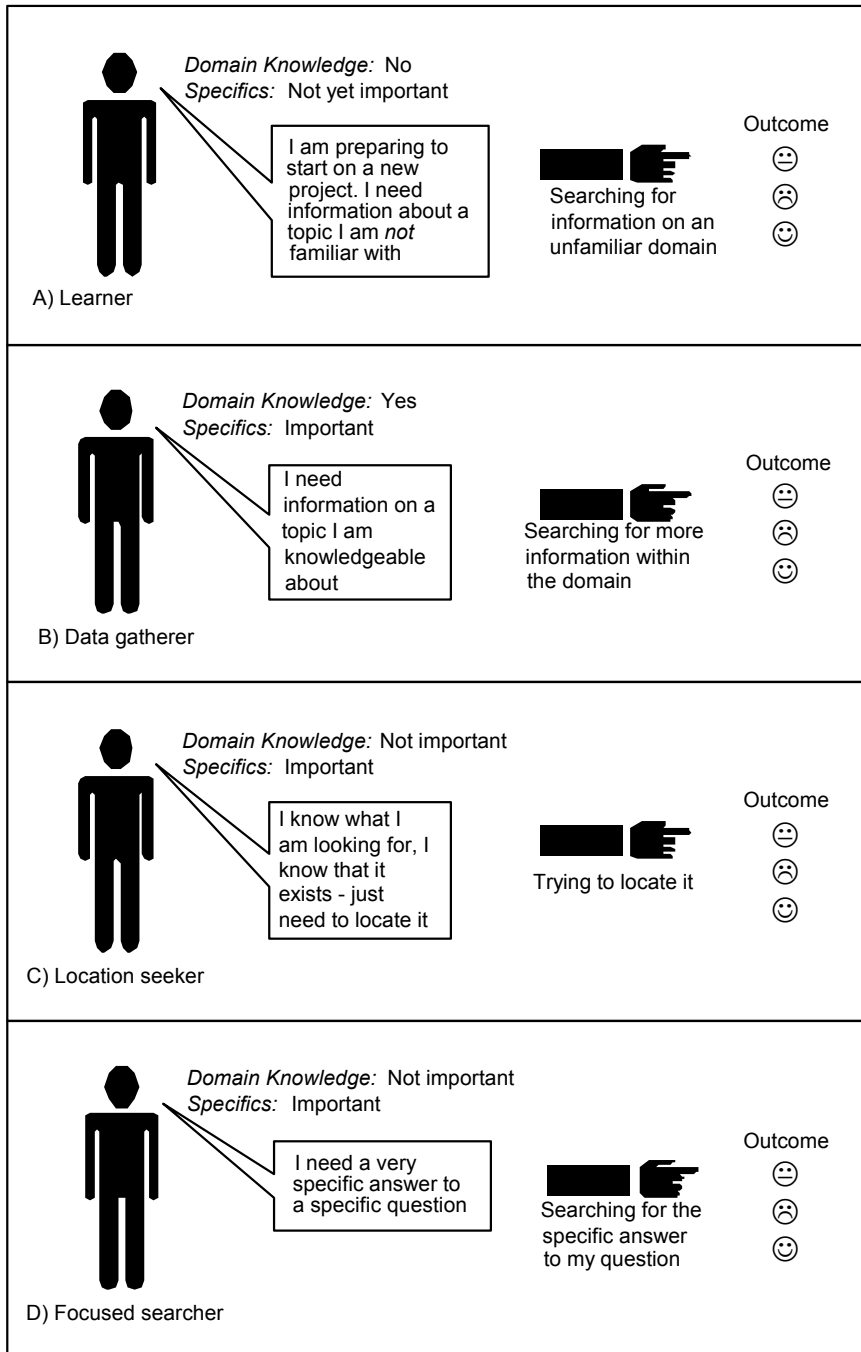 Domain Knowledge: No
Specifics: Not yet important
I am preparing to
start on a new
project. I need
information about a
topic I am not
familiar with
Searching for
information on an
unfamiliar domain
Outcome
A) Learner
Domain Knowledge: Yes
Specifics: Important
I need
information on a
topic I am
knowledgeable
about
Searching for more
information within
the domain
Outcome
B) Data gatherer
Domain Knowledge: Not important
Specifics: Important
I know what I
am looking for, I
know that it
exists - just
need to locate it
Trying to locate it
Outcome
C) Location seeker
Domain Knowledge: Not important
Specifics: Important
I need a very
specific answer to
a specific question
Searching for the
specific answer
to my question
Outcome
D) Focused searcher